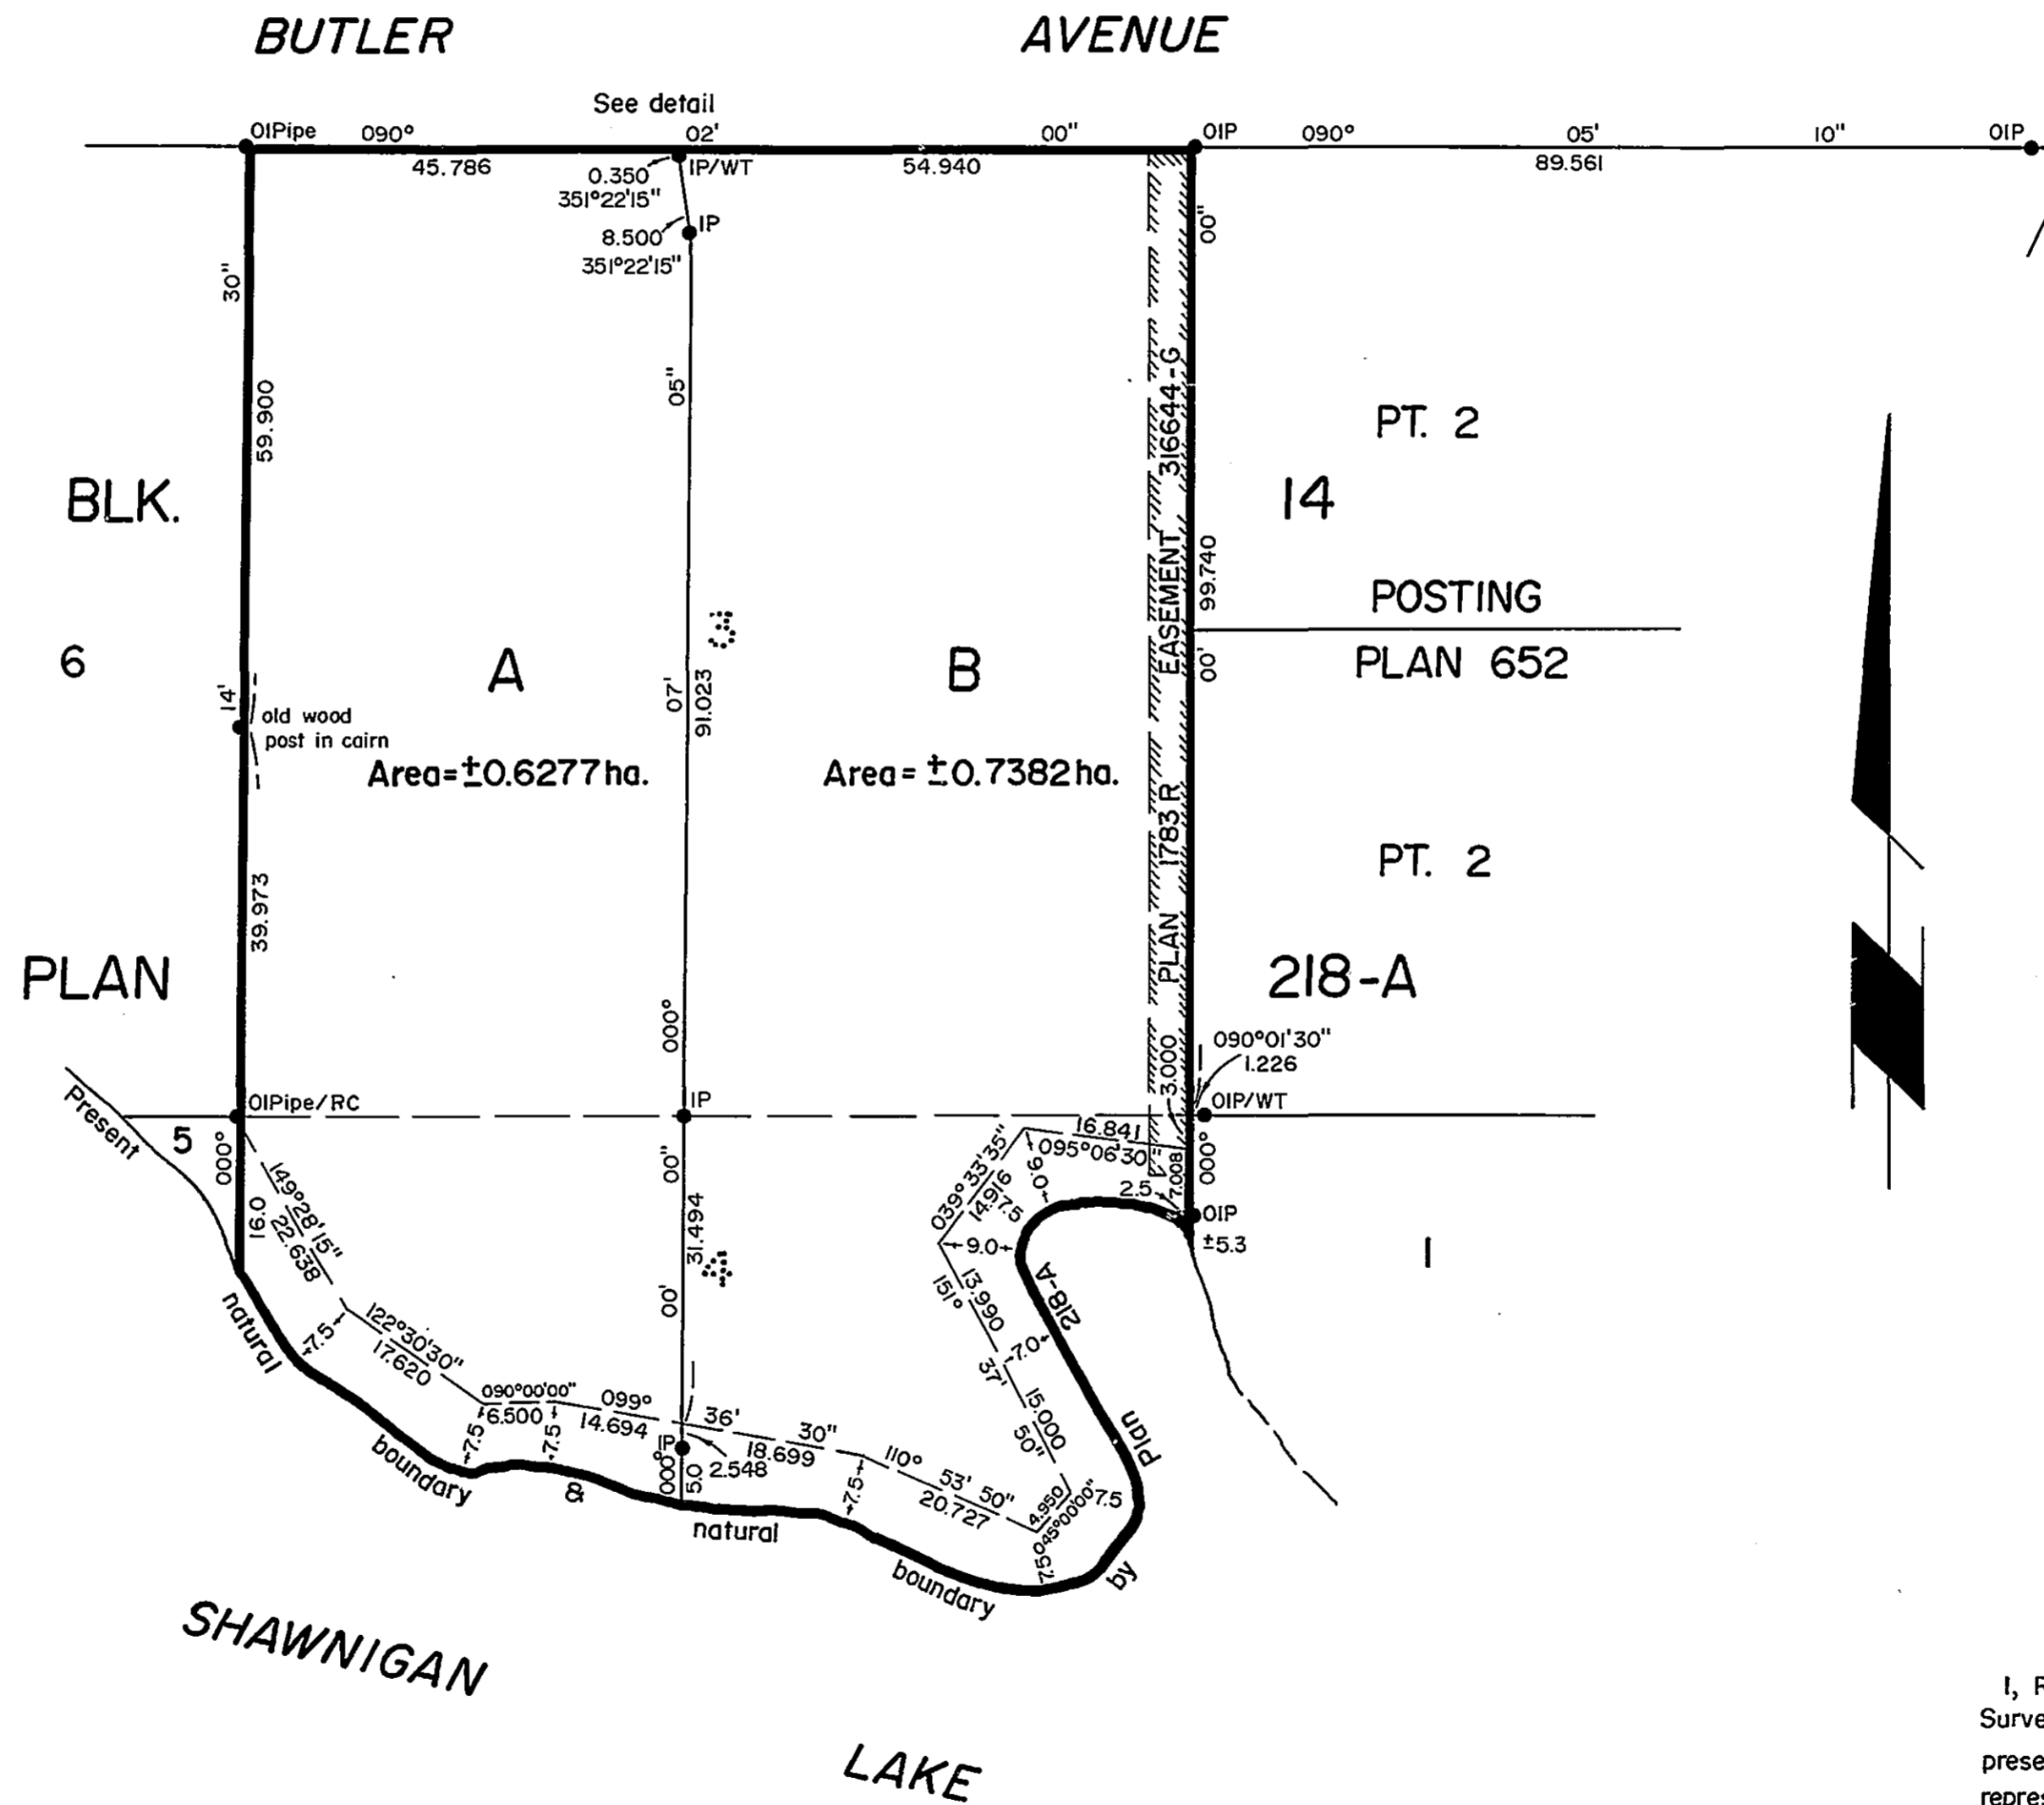 BUTLER AVENUE
See detail
OIPipe 090° 02' 00" OIP 090° 05' 10" OIP
45.786 IP/WT 54.940 89.561
0.350
351°22'15"
IP
8.500
351°22'15"
30"
59.900
14'
39.973
05"
07'
91.023
000°
00"
99.740
00'
EASEMENT 316644-G
PLAN 1783R
3.000
BLK.
6
PLAN
PT. 2
14
POSTING
PLAN 652
A
B
old wood
post in cairn
Area=±0.6277ha.
Area= ±0.7382ha.
PT. 2
218-A
090°01'30"
1.226
OIPipe/RC
IP
OIP/WT
Present
5
000°
16.0
149°28'15"
22.638
00"
31.494
00'
16.841
095°06'30"
039°33'35"
14.916
9.0
7.5
2.5
7.008
000°
OIP
±5.3
1
9.0
13.990
151°
218-A
7.0
37'
15.000
50"
Plan
natural
7.5
122°30'30"
17.620
090°00'00"
6.500
099° 36' 30"
14.694
18.699
7.5
7.5
IP
2.548
000°
5.0
110° 53' 50"
20.727
7.5
4.950
045°00'00"
7.5
7.5
boundary
&
natural
boundary
by
SHAWNIGAN
LAKE
I, R
Surve
prese
repres